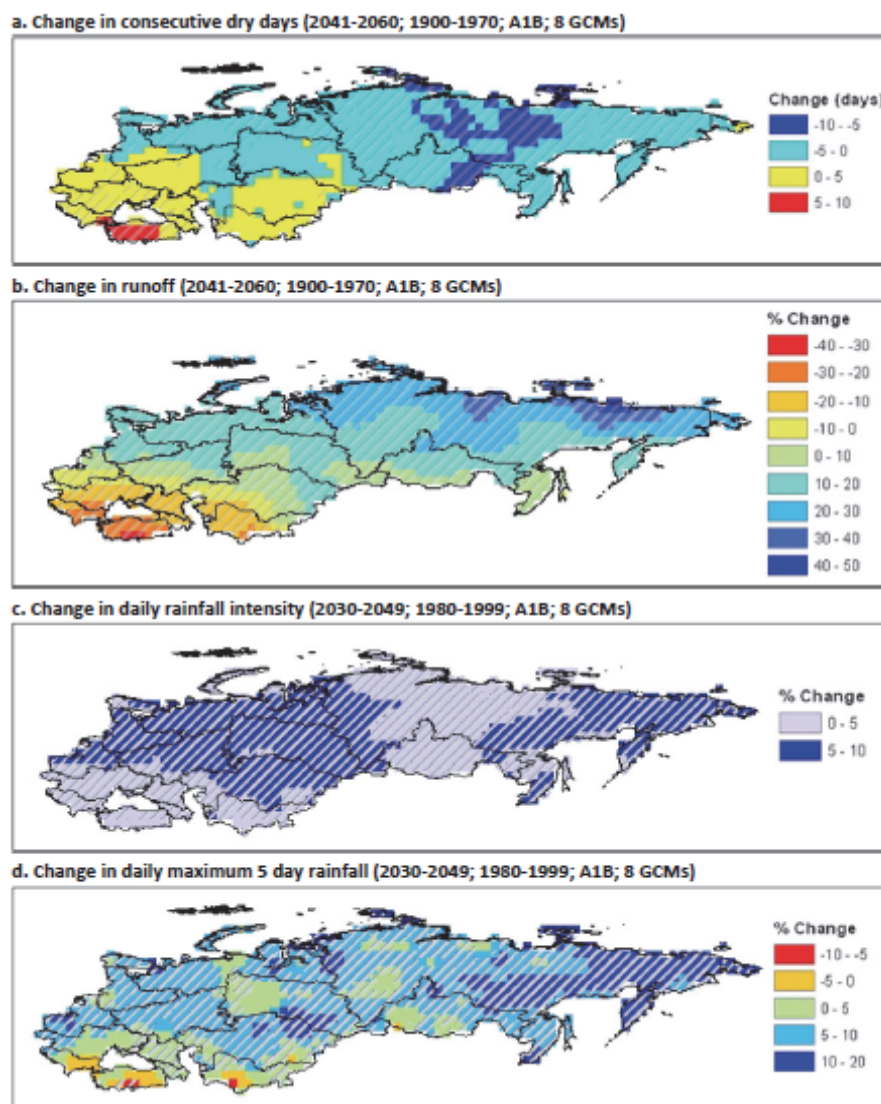 a. Change in consecutive dry days (2041-2060; 1900-1970; A1B; 8 GCMs)
Change (days)
-10 - -5
-5 - 0
0 - 5
5 - 10
b. Change in runoff (2041-2060; 1900-1970; A1B; 8 GCMs)
% Change
-40 - -30
-30 - -20
-20 - -10
-10 - 0
0 - 10
10 - 20
20 - 30
30 - 40
40 - 50
c. Change in daily rainfall intensity (2030-2049; 1980-1999; A1B; 8 GCMs)
% Change
0 - 5
5 - 10
d. Change in daily maximum 5 day rainfall (2030-2049; 1980-1999; A1B; 8 GCMs)
% Change
-10 - -5
-5 - 0
0 - 5
5 - 10
10 - 20